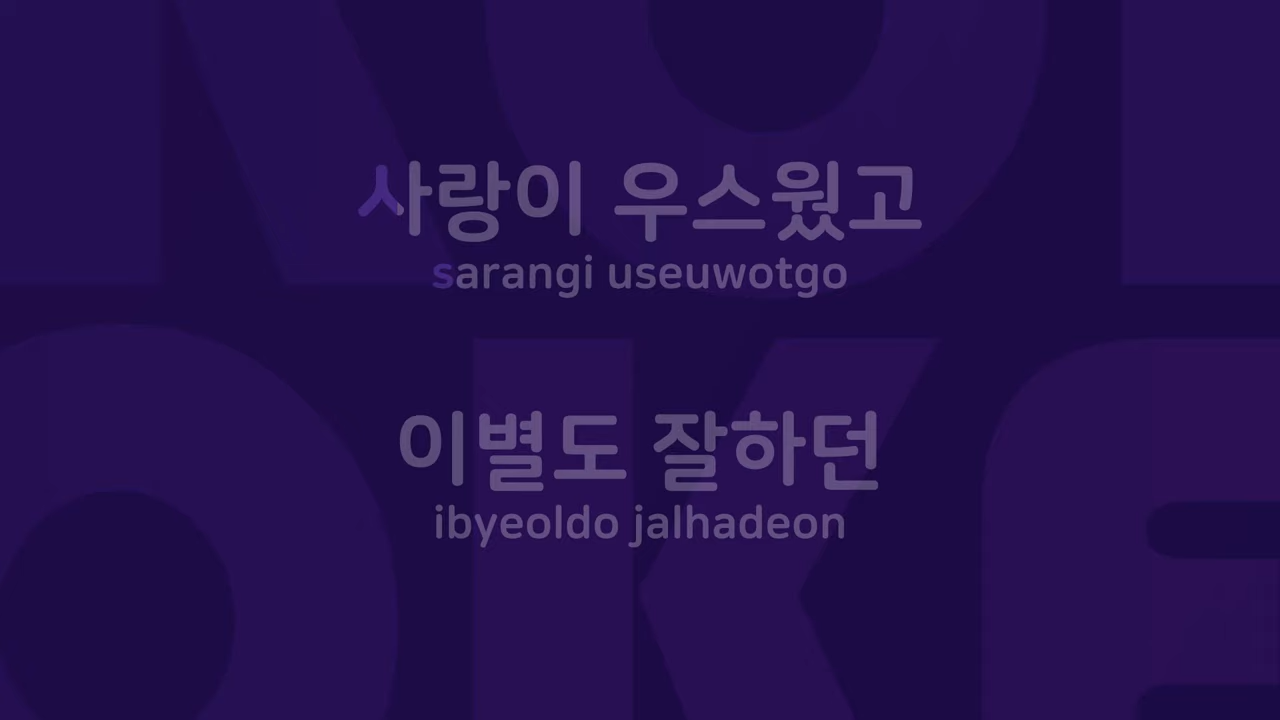 사랑이 우스웠고
sarangi useuwotgo
이별도 잘하던
ibyeoldo jalhadeon